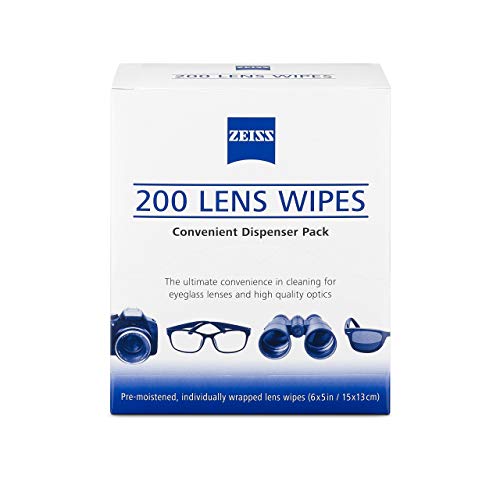 200 LENS WIPES
ZEISS
200 LENS WIPES
Convenient Dispenser Pack
The ultimate convenience in cleaning for
eyeglass lenses and high quality optics
Pre-moistened, individually wrapped lens wipes (6x5in / 15x13cm)